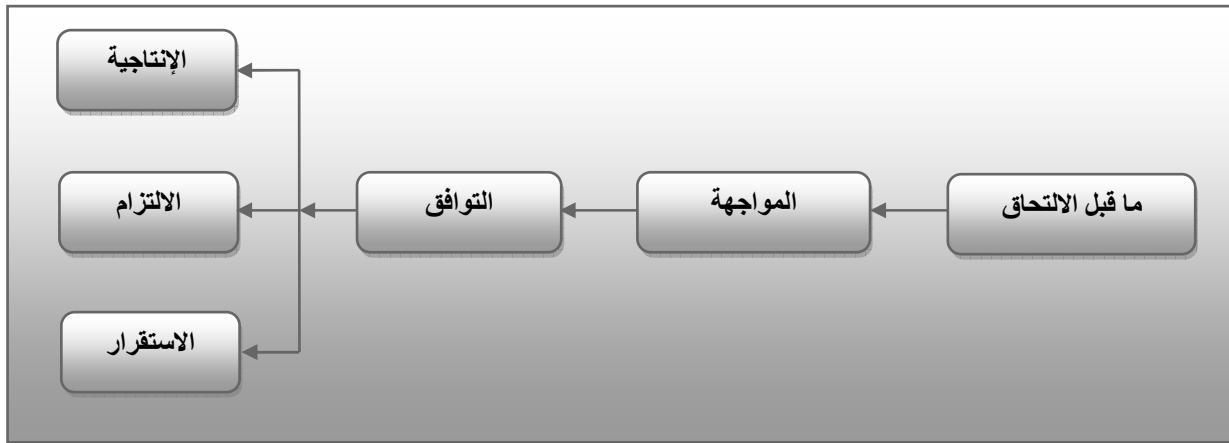 ما قبل الالتحاق
المواجهة
التوافق
الإنتاجية
الالتزام
الاستقرار